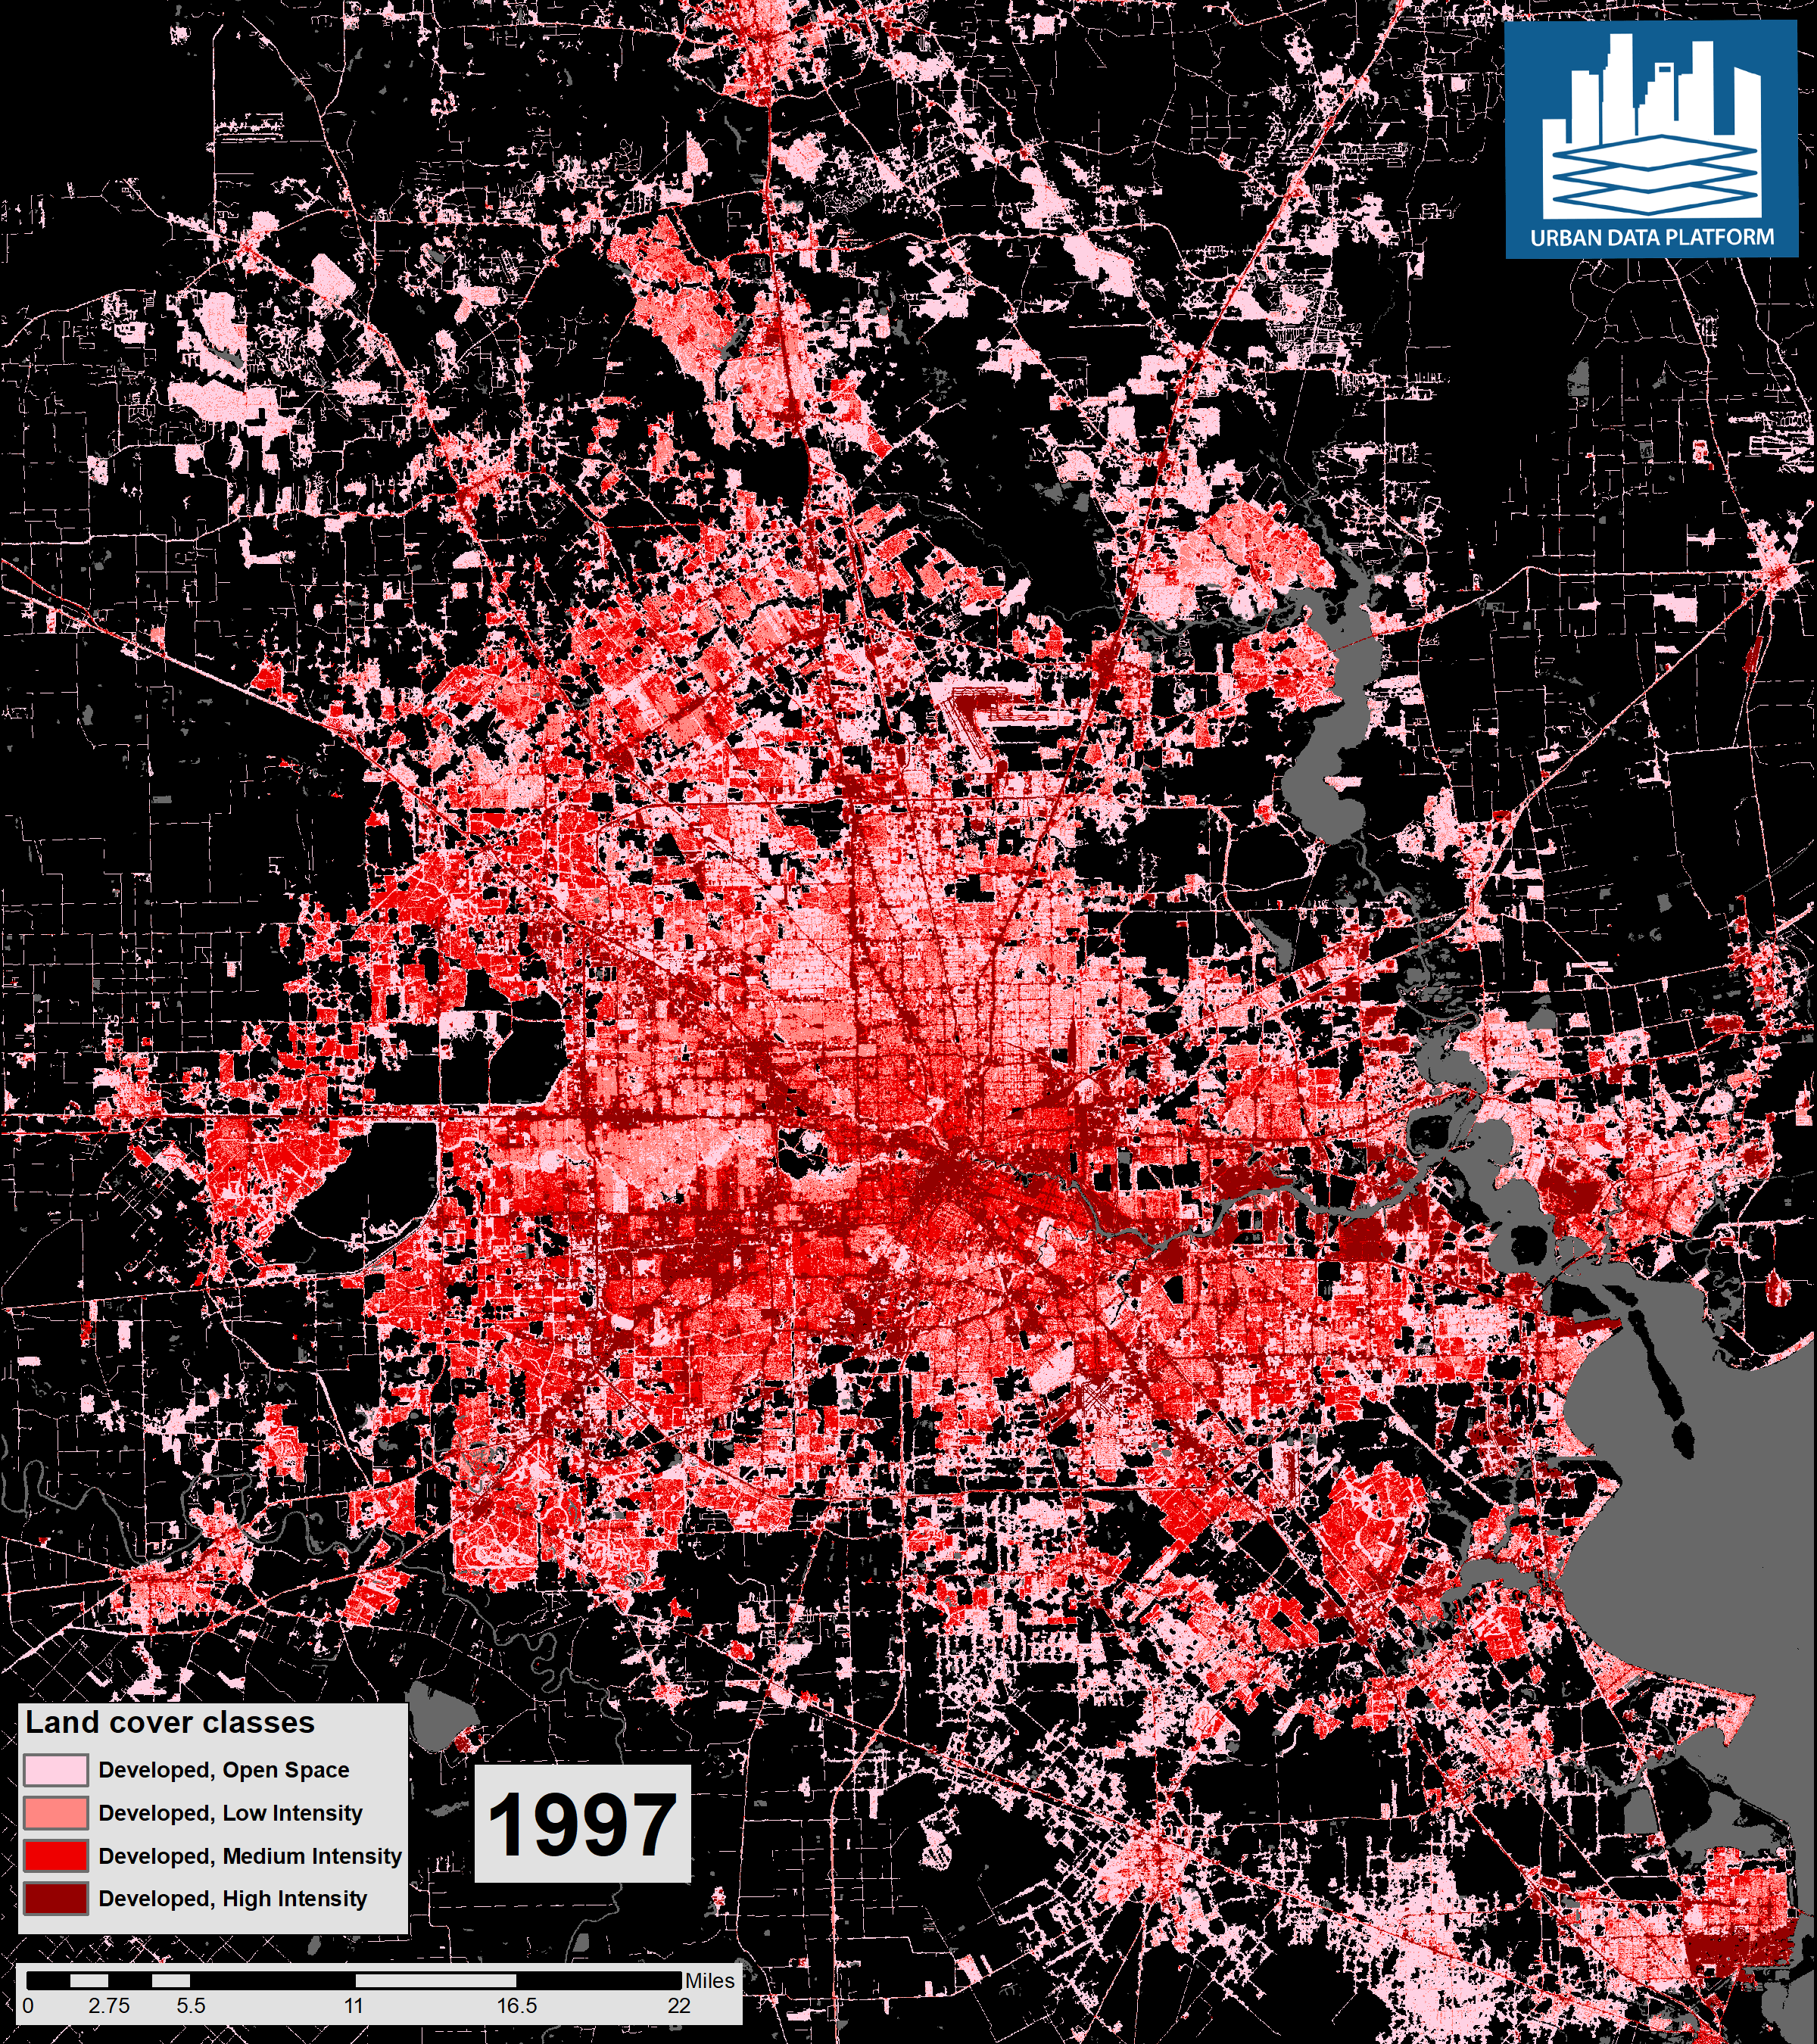 URBAN DATA PLATFORM
Land cover classes
Developed, Open Space
Developed, Low Intensity
Developed, Medium Intensity
Developed, High Intensity
1997
Miles
0 2.75 5.5 11 16.5 22